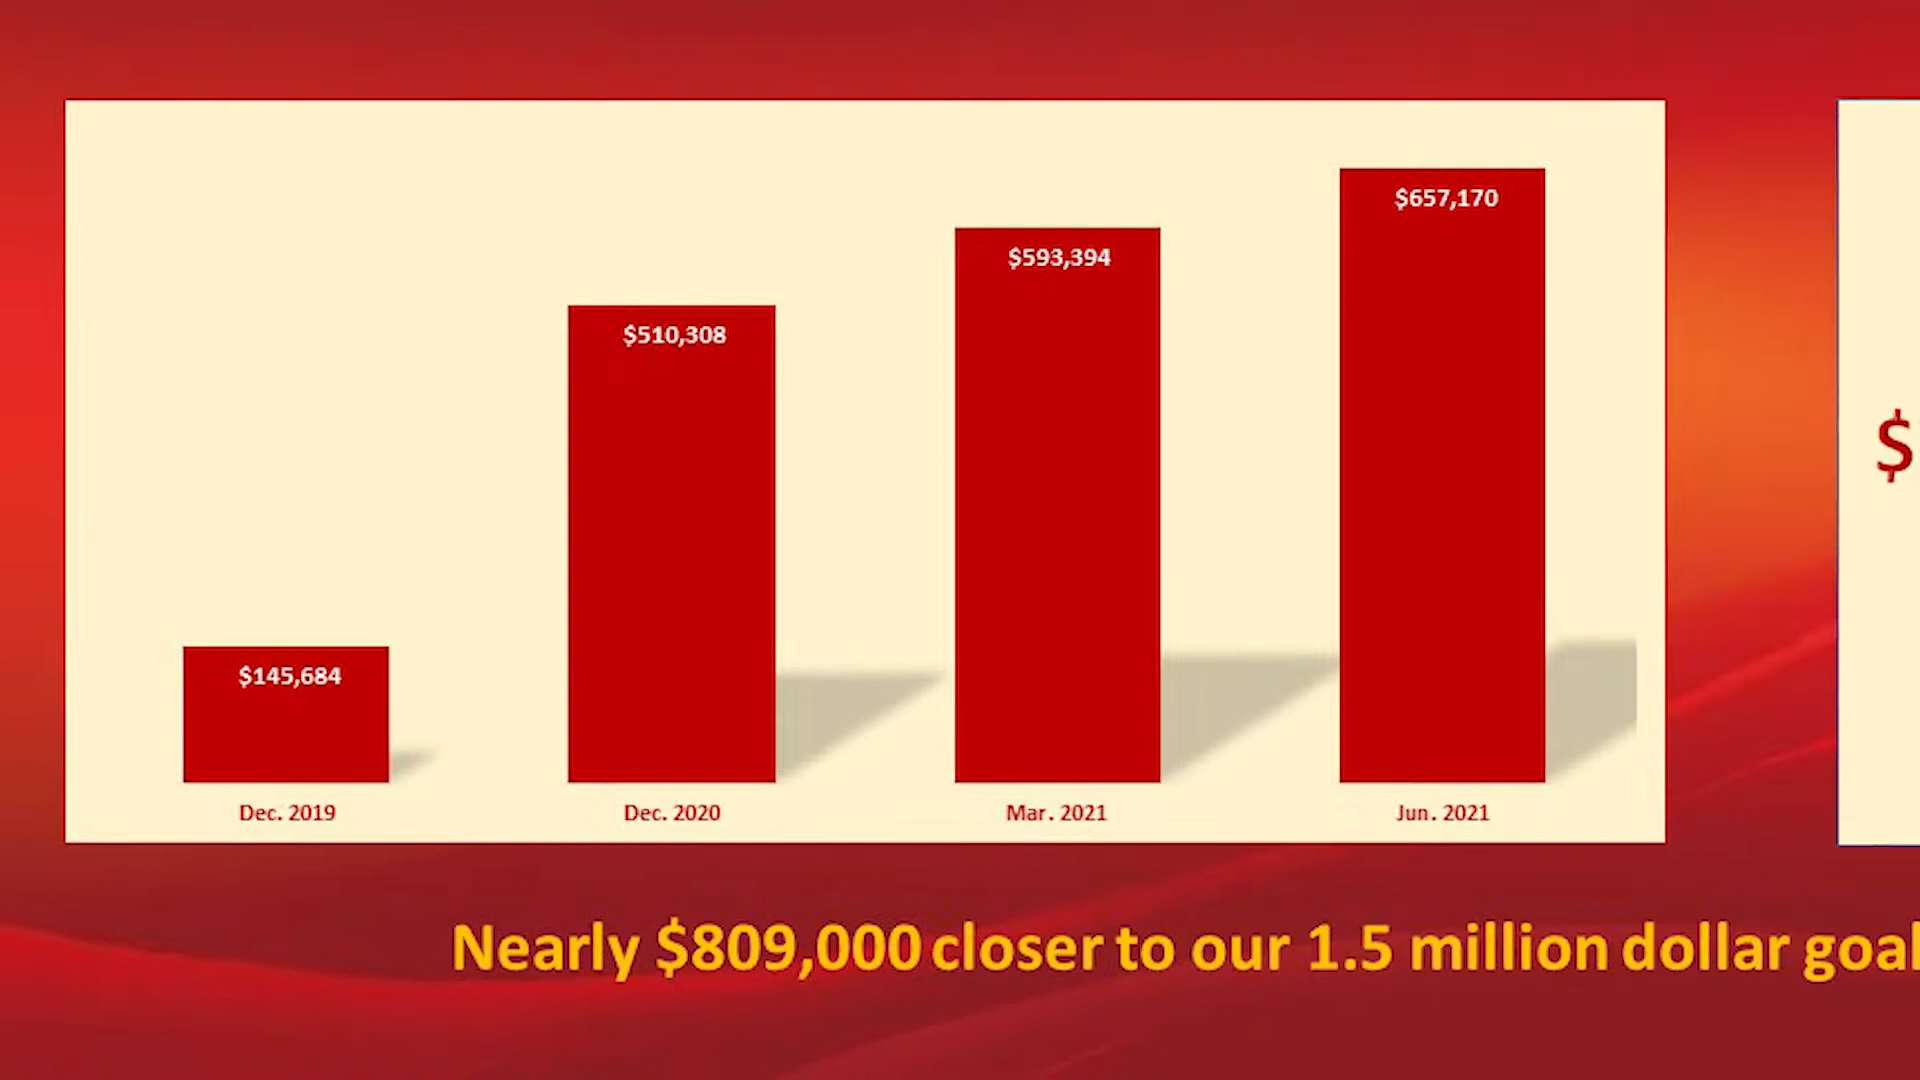 $657,170
$593,394
$510,308
$145,684
Dec. 2019 Dec. 2020 Mar. 2021 Jun. 2021
$
Nearly $809,000 closer to our 1.5 million dollar goal